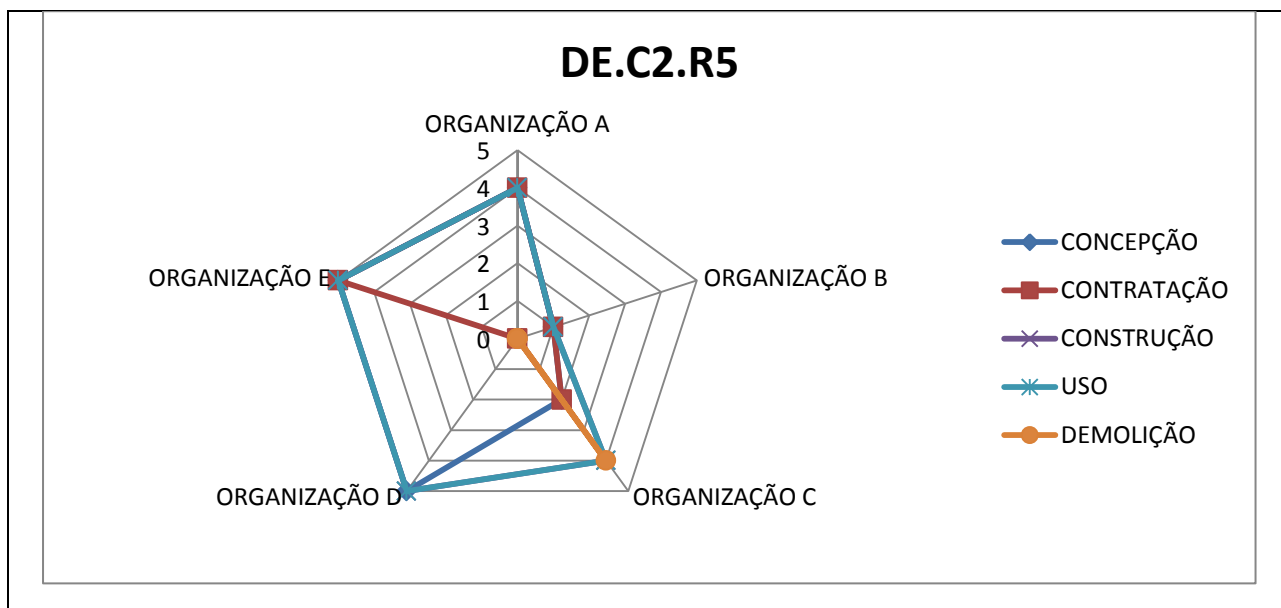 DE.C2.R5
ORGANIZAÇÃO A
5
4
3
2
1
0
ORGANIZAÇÃO E
ORGANIZAÇÃO B
ORGANIZAÇÃO D
ORGANIZAÇÃO C
CONCEPÇÃO
CONTRATAÇÃO
CONSTRUÇÃO
USO
DEMOLIÇÃO